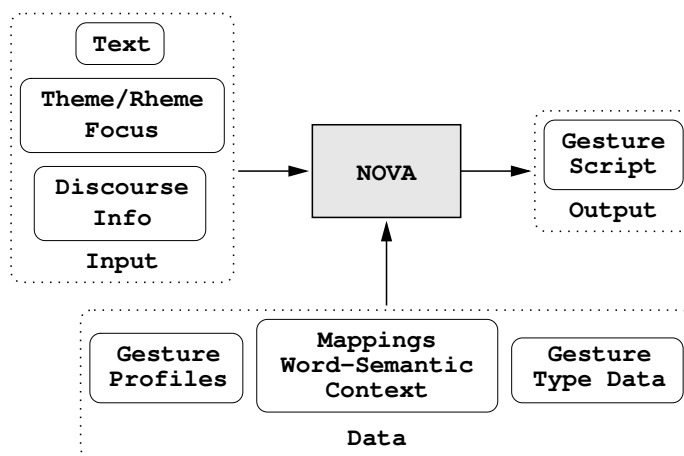 Text
Theme/Rheme
Focus
Discourse
Info
Input
NOVA
Gesture
Script
Output
Gesture
Profiles
Mappings
Word-Semantic
Context
Gesture
Type Data
Data